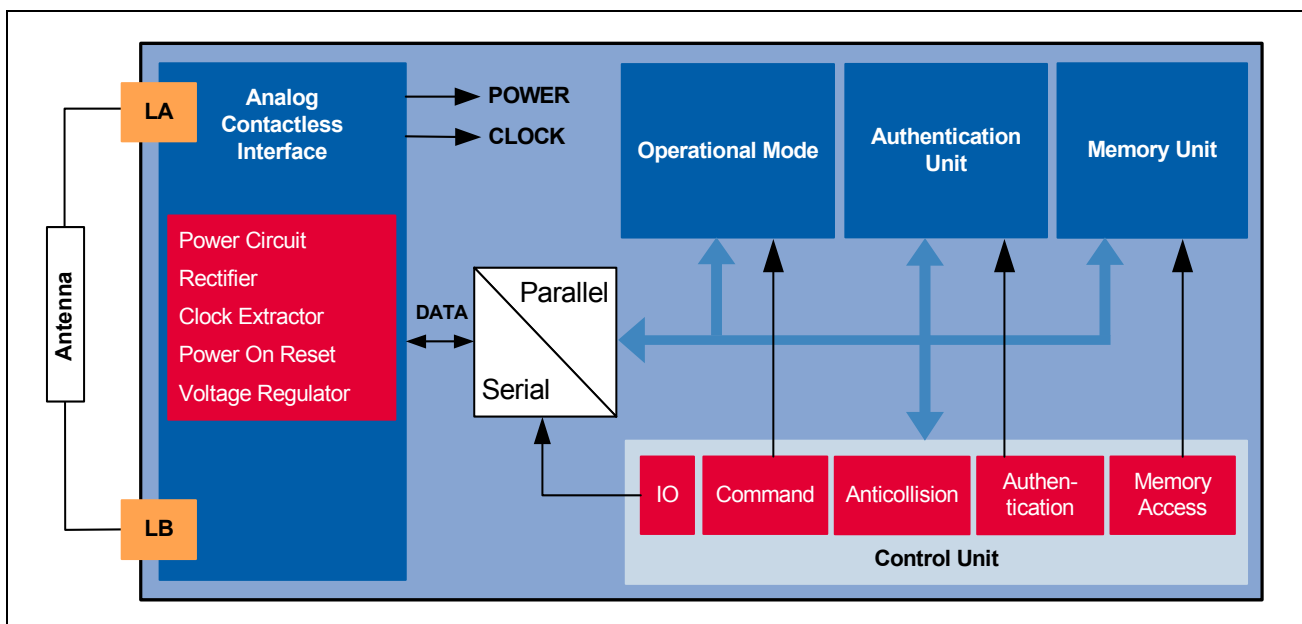 LA
Analog
Contactless
Interface
POWER
CLOCK
Operational Mode
Authentication
Unit
Memory Unit
Antenna
Power Circuit
Rectifier
Clock Extractor
Power On Reset
Voltage Regulator
DATA
Parallel
Serial
LB
IO
Command
Anticollision
Authen-
tication
Memory
Access
Control Unit